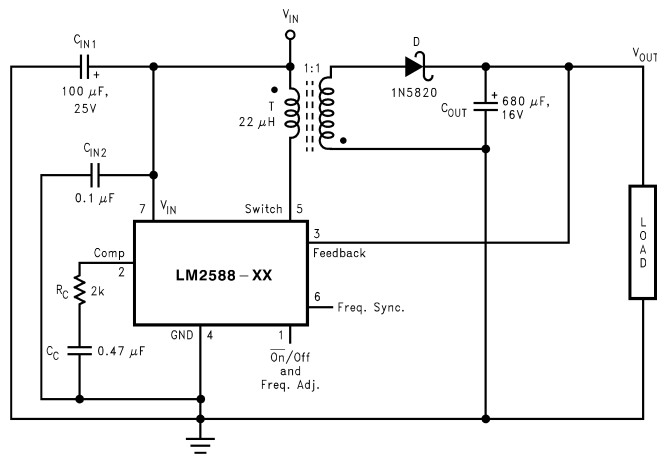 VIN
CIN1
+
100 μF,
25V
1:1
T
22 μH
D
1N5820
VOUT
+
680 μF,
16V
COUT
CIN2
0.1 μF
7
VIN
Switch
5
3
Feedback
Comp
2
LM2588-XX
RC
2k
6
Freq. Sync.
CC
0.47 μF
GND
4
1
On/Off
and
Freq. Adj.
LOAD